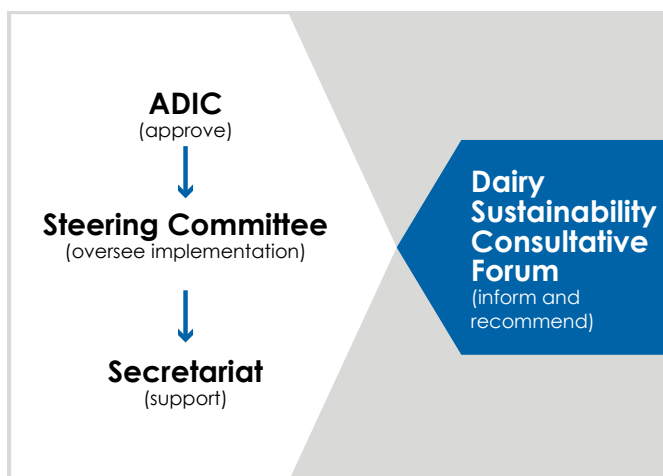 ADIC
(approve)
Steering Committee
(oversee implementation)
Secretariat
(support)
Dairy
Sustainability
Consultative
Forum
(inform and
recommend)